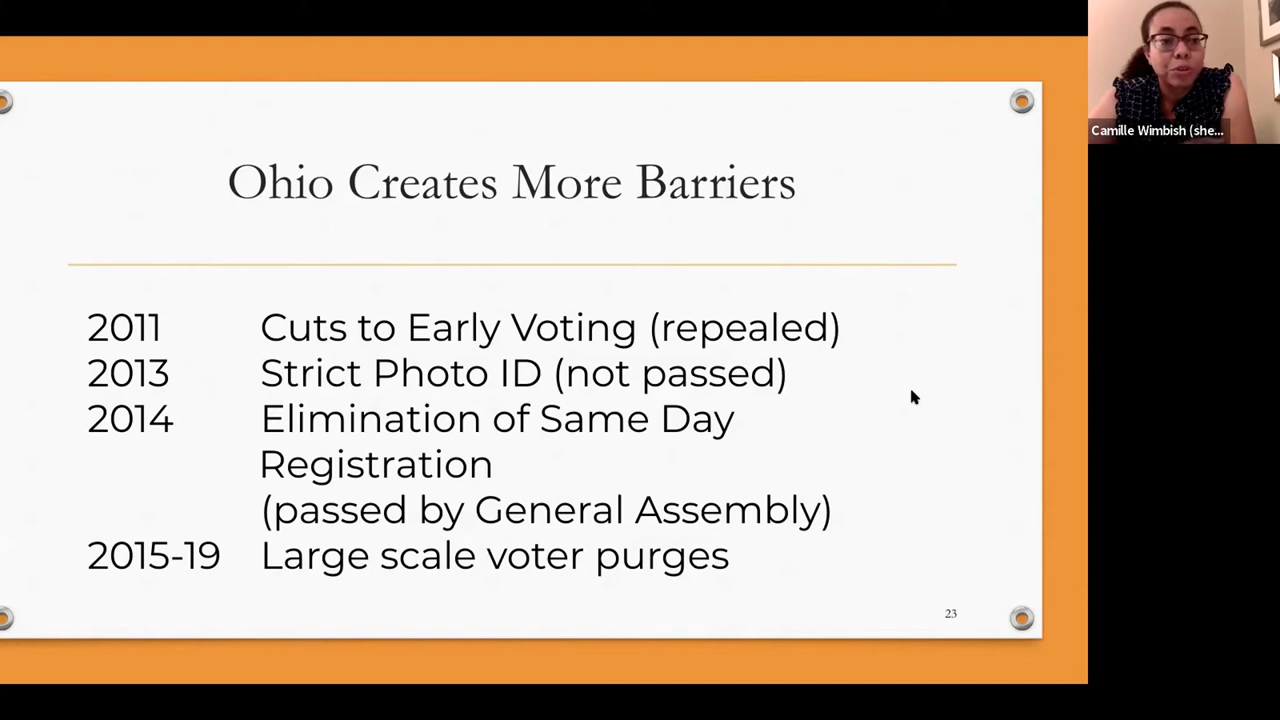 Camille Wimbish (she...
Ohio Creates More Barriers
2011 Cuts to Early Voting (repealed)
2013 Strict Photo ID (not passed)
2014 Elimination of Same Day
Registration
(passed by General Assembly)
2015-19 Large scale voter purges
23